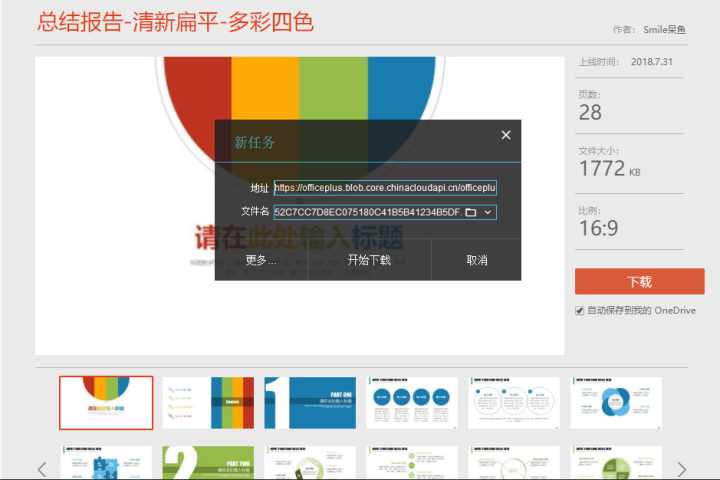 总结报告-清新扁平-多彩四色
作者： Smile呆鱼
上线时间： 2018.7.31
页数：
28
文件大小：
1772 KB
比例：
16:9
下载
自动保存到我的 OneDrive
新任务
地址 https://officeplus.blob.core.chinacloudapi.cn/officeplu
文件名 52C7CC7D8EC075180C41B5B41234B5DF.
更多...
开始下载
取消
请在此处输入标题
PART ONE
1
PART TWO
2